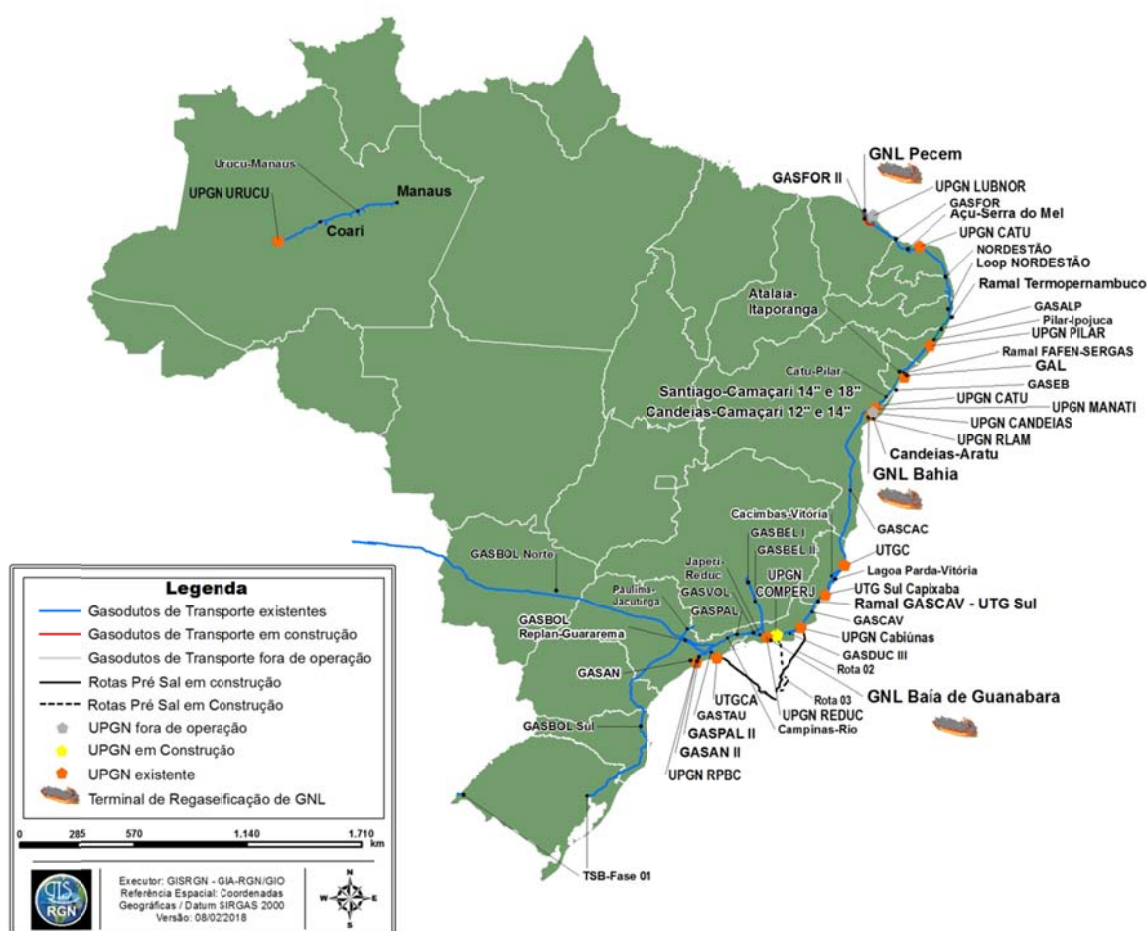 Urucu-Manaus
UPGN URUCU
Manaus
Coari
GNL Pecem
GASFOR II
UPGN LUBNOR
GASFOR
Açu-Serra do Mel
UPGN CATU
NORDESTÃO
Loop NORDESTÃO
Ramal Termopernambuco
Atalaia-
Itaporanga
GASALP
Pilar-Ipojuca
UPGN PILAR
Ramal FAFEN-SERGAS
GAL
Catu-Pilar
GASEB
Santiago-Camaçari 14" e 18"
UPGN CATU
Candeias-Camaçari 12" e 14"
UPGN MANATI
UPGN CANDEIAS
UPGN RLAM
Candeias-Aratu
GNL Bahia
Cacimbas-Vitória
GASCAC
GASBEL I
GASBEL II
UTGC
GASBOL Norte
Japeri-
Reduc
UPGN
COMPERJ
Lagoa Parda-Vitória
Paulínia-
Jacutinga
GASVOL
UTG Sul Capixaba
GASPAL
Ramal GASCAV - UTG Sul
GASBOL
Replan-Guararema
GASCAV
UPGN Cabiúnas
GASDUC III
GASAN
Rota 02
GNL Baía de Guanabara
Rota 03
UTGCA
UPGN REDUC
GASTAU
Campinas-Rio
GASBOL Sul
GASPAL II
GASAN II
UPGN RPBC
TSB-Fase 01
Legenda
Gasodutos de Transporte existentes
Gasodutos de Transporte em construção
Gasodutos de Transporte fora de operação
Rotas Pré Sal em construção
Rotas Pré Sal em Construção
UPGN fora de operação
UPGN em Construção
UPGN existente
Terminal de Regaseificação de GNL
0 285 570 1.140 1.710
km
GIS
RGN
Executor: GISRGN - GIA-RGN/GIO
Referência Espacial: Coordenadas
Geográficas / Datum SIRGAS 2000
Versão: 08/02/2018
N
W E
S